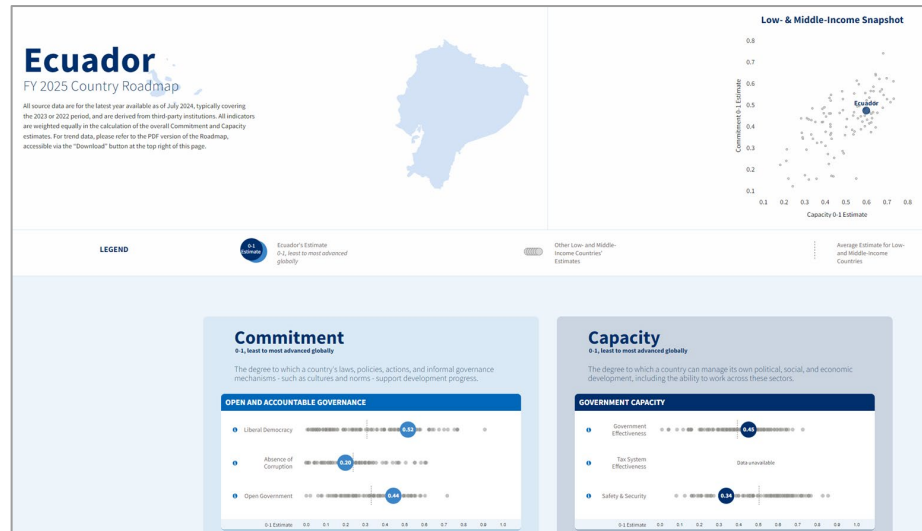 Ecuador
FY 2025 Country Roadmap
All source data are for the latest year available as of July 2024, typically covering
the 2023 or 2022 period, and are derived from third-party institutions. All indicators
are weighted equally in the calculation of the overall Commitment and Capacity
estimates. For trend data, please refer to the PDF version of the Roadmap,
accessible via the "Download" button at the top right of this page.
Low- & Middle-Income Snapshot
Commitment 0-1 Estimate
0.8
0.7
0.6
0.5
0.4
0.3
0.2
0.1
Ecuador
0.1 0.2 0.3 0.4 0.5 0.6 0.7 0.8
Capacity 0-1 Estimate
LEGEND
0-1
Estimate
Ecuador's Estimate
0-1, least to most advanced
globally
Other Low- and Middle-
Income Countries'
Estimates
Average Estimate for Low-
and Middle-Income
Countries
Commitment
0-1, least to most advanced globally
The degree to which a country's laws, policies, actions, and informal governance
mechanisms - such as cultures and norms - support development progress.
OPEN AND ACCOUNTABLE GOVERNANCE
Liberal Democracy 0.52
Absence of
Corruption 0.20
Open Government 0.44
0-1 Estimate 0.0 0.1 0.2 0.3 0.4 0.5 0.6 0.7 0.8 0.9 1.0
Capacity
0-1, least to most advanced globally
The degree to which a country can manage its own political, social, and economic
development, including the ability to work across these sectors.
GOVERNMENT CAPACITY
Government
Effectiveness 0.45
Tax System
Effectiveness Data unavailable
Safety & Security 0.34
0-1 Estimate 0.0 0.1 0.2 0.3 0.4 0.5 0.6 0.7 0.8 0.9 1.0